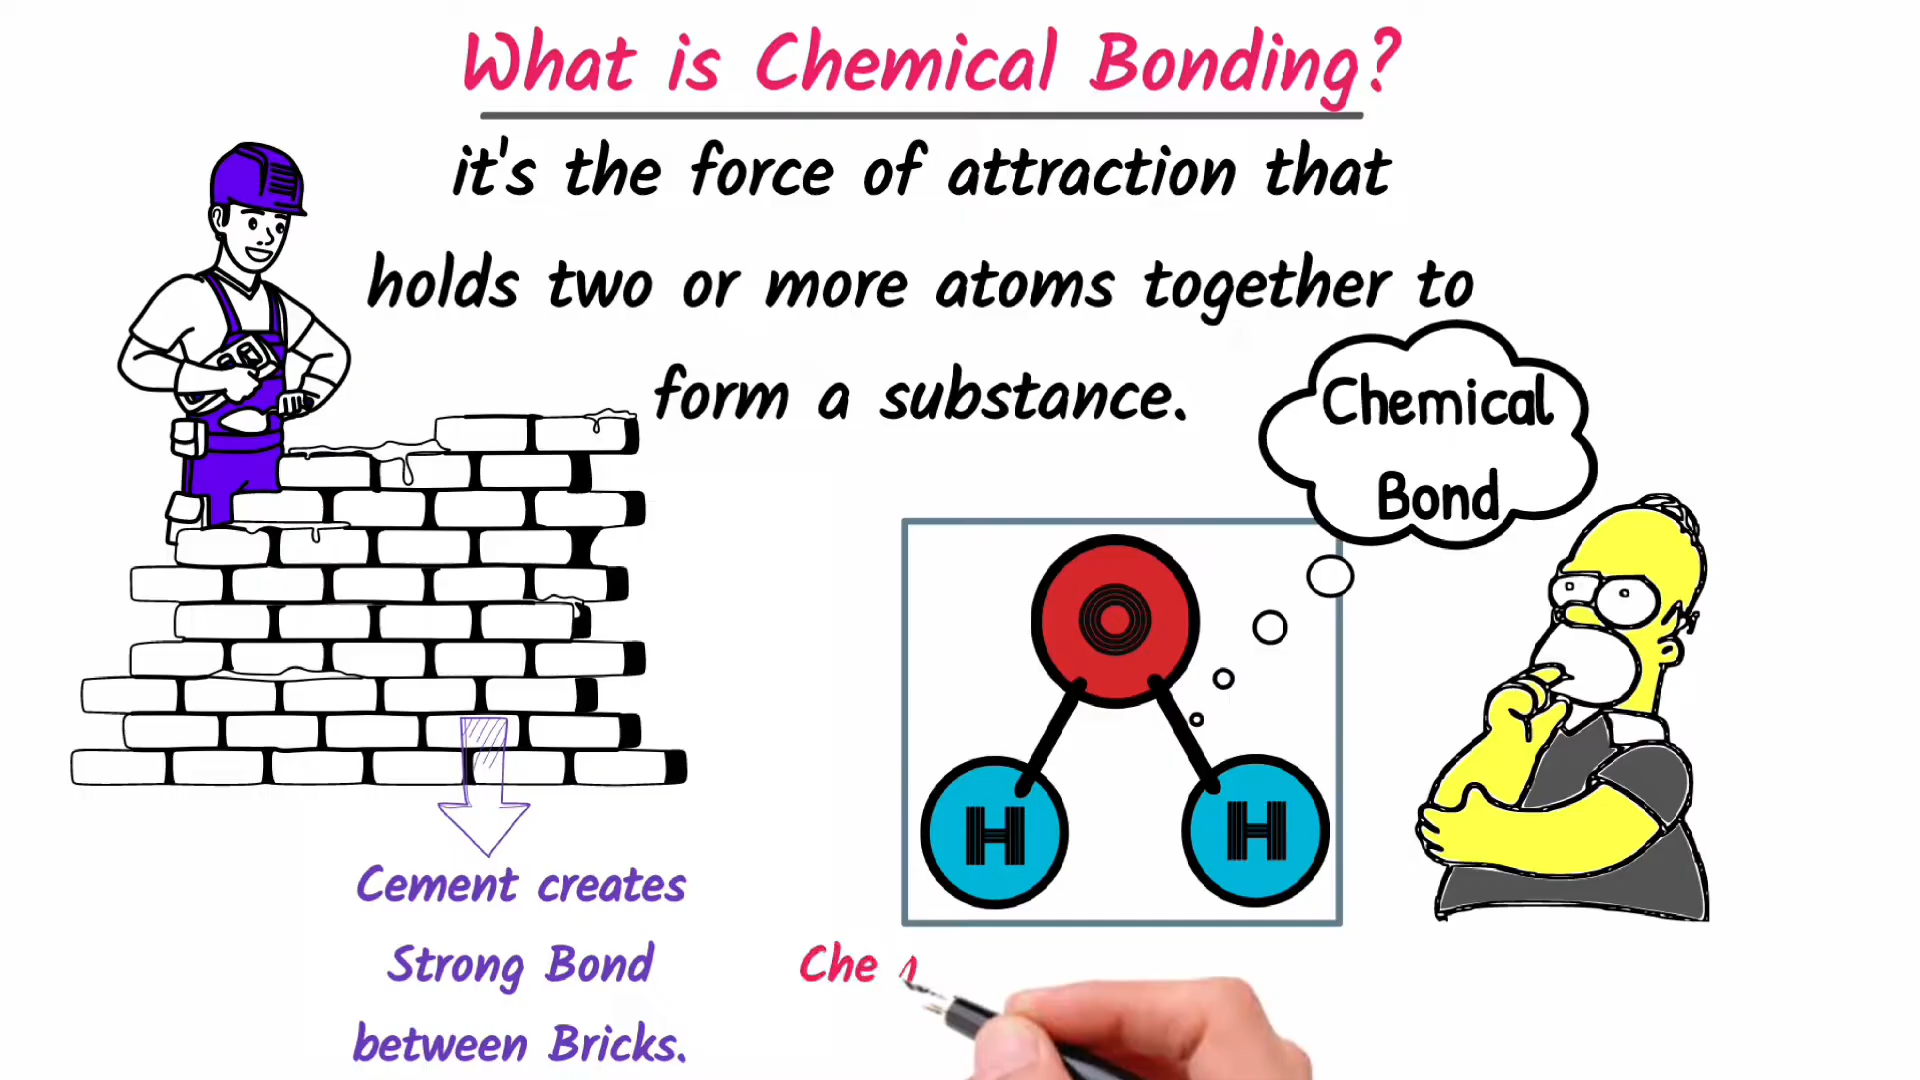 What is Chemical Bonding?
it's the force of attraction that
holds two or more atoms together to
form a substance.
Chemical
Bond
O
H H
Cement creates
Strong Bond
between Bricks.
Che